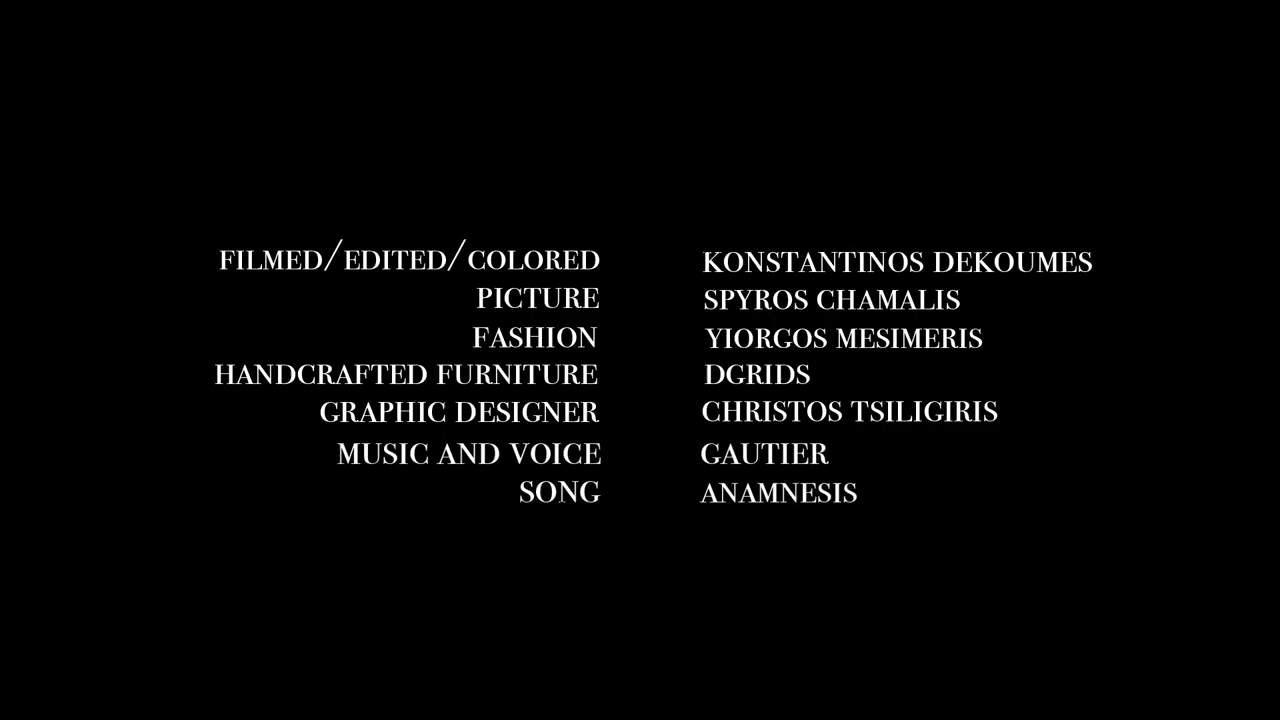 FILMED/EDITED/COLORED KONSTANTINOS DEKOUMES
PICTURE SPYROS CHAMALIS
FASHION YIORGOS MESIMERIS
HANDCRAFTED FURNITURE DGRIDS
GRAPHIC DESIGNER CHRISTOS TSILIGIRIS
MUSIC AND VOICE GAUTIER
SONG ANAMNESIS